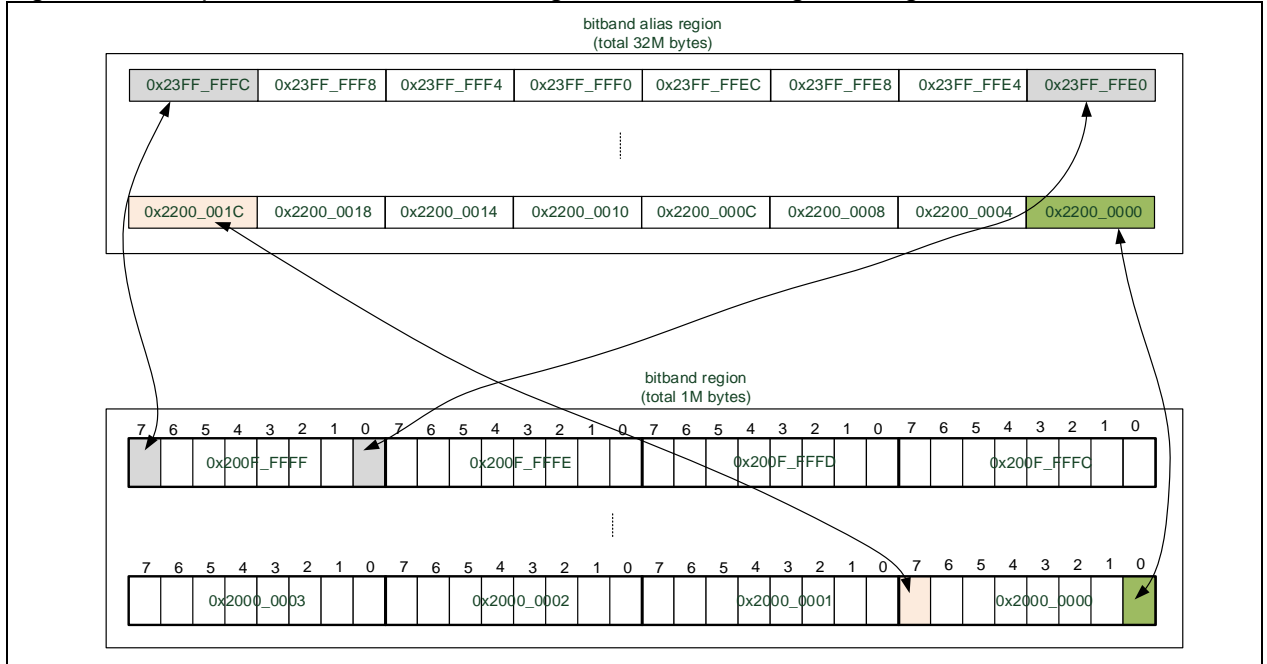 bitband alias region
(total 32M bytes)
0x23FF_FFFC 0x23FF_FFF8 0x23FF_FFF4 0x23FF_FFF0 0x23FF_FFEC 0x23FF_FFE8 0x23FF_FFE4 0x23FF_FFE0
0x2200_001C 0x2200_0018 0x2200_0014 0x2200_0010 0x2200_000C 0x2200_0008 0x2200_0004 0x2200_0000
bitband region
(total 1M bytes)
7 6 5 4 3 2 1 0 7 6 5 4 3 2 1 0 7 6 5 4 3 2 1 0 7 6 5 4 3 2 1 0
0x200F_FFFF 0x200F_FFFE 0x200F_FFFD 0x200F_FFFC
7 6 5 4 3 2 1 0 7 6 5 4 3 2 1 0 7 6 5 4 3 2 1 0 7 6 5 4 3 2 1 0
0x2000_0003 0x2000_0002 0x2000_0001 0x2000_0000